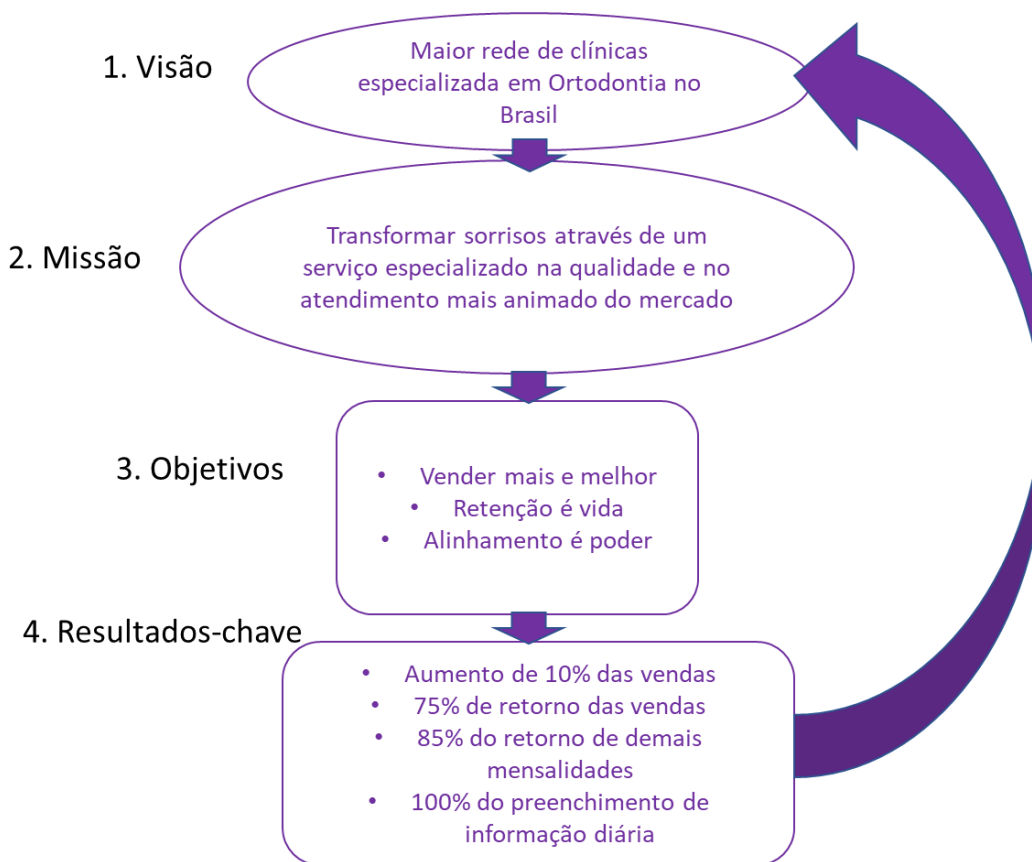 1. Visão
Maior rede de clínicas
especializada em Ortodontia no
Brasil
2. Missão
Transformar sorrisos através de um
serviço especializado na qualidade e no
atendimento mais animado do mercado
3. Objetivos
• Vender mais e melhor
• Retenção é vida
• Alinhamento é poder
4. Resultados-chave
• Aumento de 10% das vendas
• 75% de retorno das vendas
• 85% do retorno de demais
mensalidades
• 100% do preenchimento de
informação diária